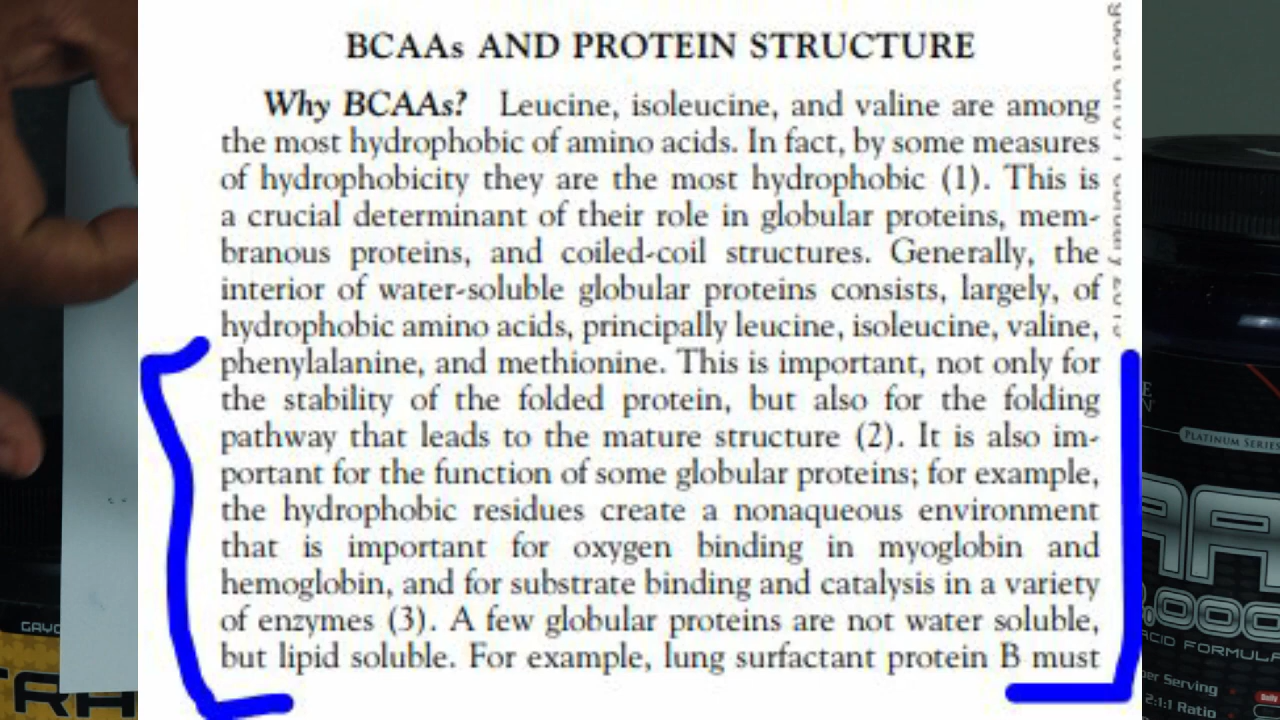 BCAAs AND PROTEIN STRUCTURE
Why BCAAs? Leucine, isoleucine, and valine are among
the most hydrophobic of amino acids. In fact, by some measures
of hydrophobicity they are the most hydrophobic (1). This is
a crucial determinant of their role in globular proteins, mem-
branous proteins, and coiled-coil structures. Generally, the
interior of water-soluble globular proteins consists, largely, of
hydrophobic amino acids, principally leucine, isoleucine, valine,
phenylalanine, and methionine. This is important, not only for
the stability of the folded protein, but also for the folding
pathway that leads to the mature structure (2). It is also im-
portant for the function of some globular proteins; for example,
the hydrophobic residues create a nonaqueous environment
that is important for oxygen binding in myoglobin and
hemoglobin, and for substrate binding and catalysis in a variety
of enzymes (3). A few globular proteins are not water soluble,
but lipid soluble. For example, lung surfactant protein B must
PLATINUM SERIES
ACID FORMULA
per Serving
2:1:1 Ratio